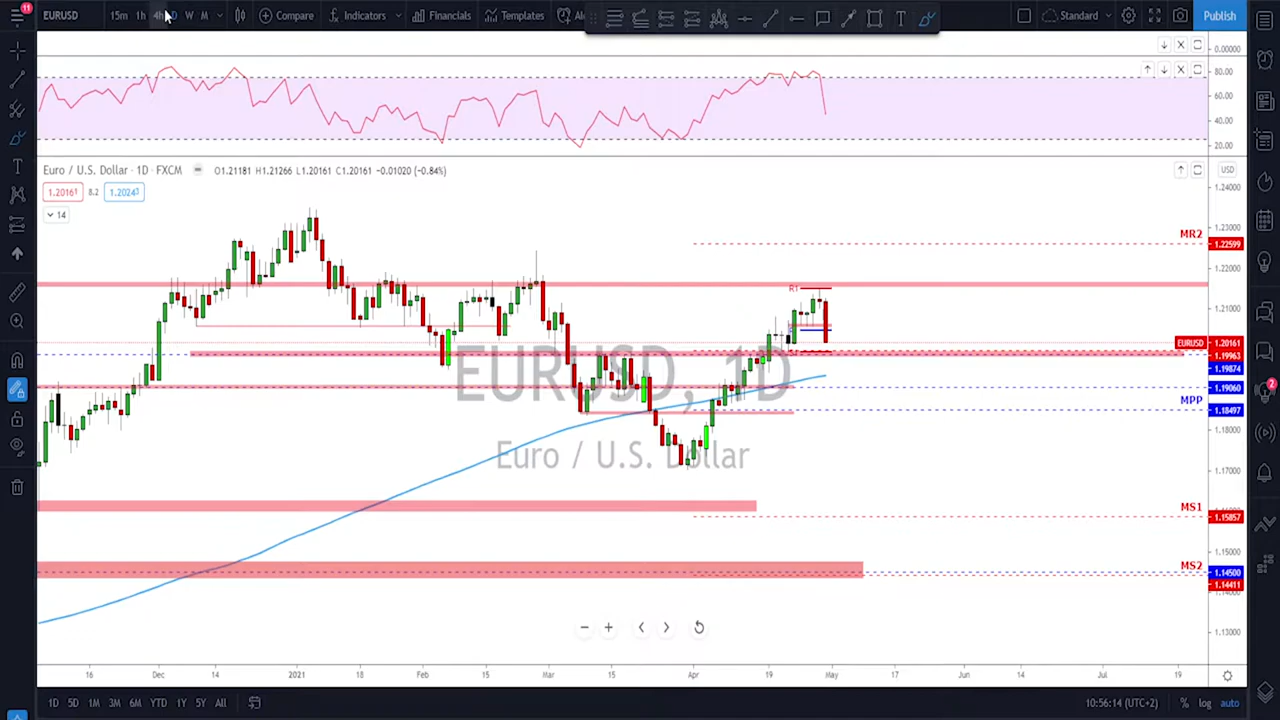 11
EURUSD 15m 1h 4h D W M Compare Indicators Financials Templates Al Standard Publish
0.00000
80.00
60.00
40.00
20.00
Euro / U.S. Dollar · 1D · FXCM O1.21181 H1.21266 L1.20161 C1.20161 -0.01020 (-0.84%) USD
1.20161 8.2 1.20243
14
1.24000
1.23000
MR2
1.22599
1.22000
R1
1.21000
EURUSD 1.20161
1.19963
1.19874
EURUSD, 1D
1.19060
MPP
1.18497
1.18000
Euro / U.S. Dollar
1.17000
MS1
1.15857
1.15000
MS2
1.14500
1.14411
1.13000
16 Dec 14 2021 18 Feb 15 Mar 15 Apr 19 May 17 Jun 14 Jul 19
1D 5D 1M 3M 6M YTD 1Y 5Y All 10:56:14 (UTC+2) % log auto
2